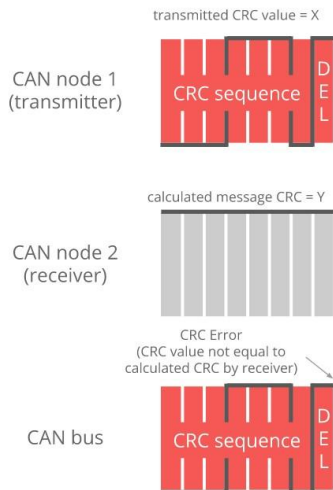 transmitted CRC value = X
CAN node 1
(transmitter)
CRC sequence
D
E
L
calculated message CRC = Y
CAN node 2
(receiver)
CRC Error
(CRC value not equal to
calculated CRC by receiver)
CAN bus
CRC sequence
D
E
L